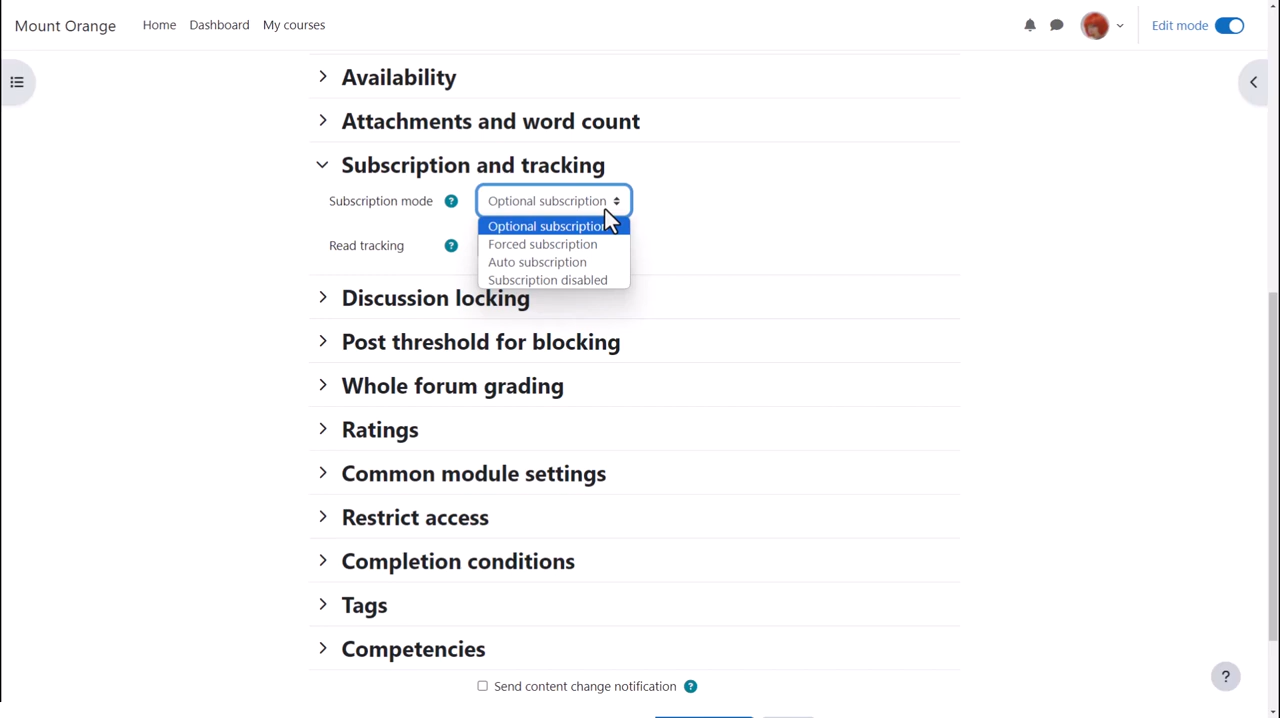 Mount Orange
Home Dashboard My courses
Edit mode
Availability
Attachments and word count
Subscription and tracking
Subscription mode ? Optional subscription
Optional subscription
Forced subscription
Read tracking ?
Auto subscription
Subscription disabled
Discussion locking
Post threshold for blocking
Whole forum grading
Ratings
Common module settings
Restrict access
Completion conditions
Tags
Competencies
Send content change notification ?
?